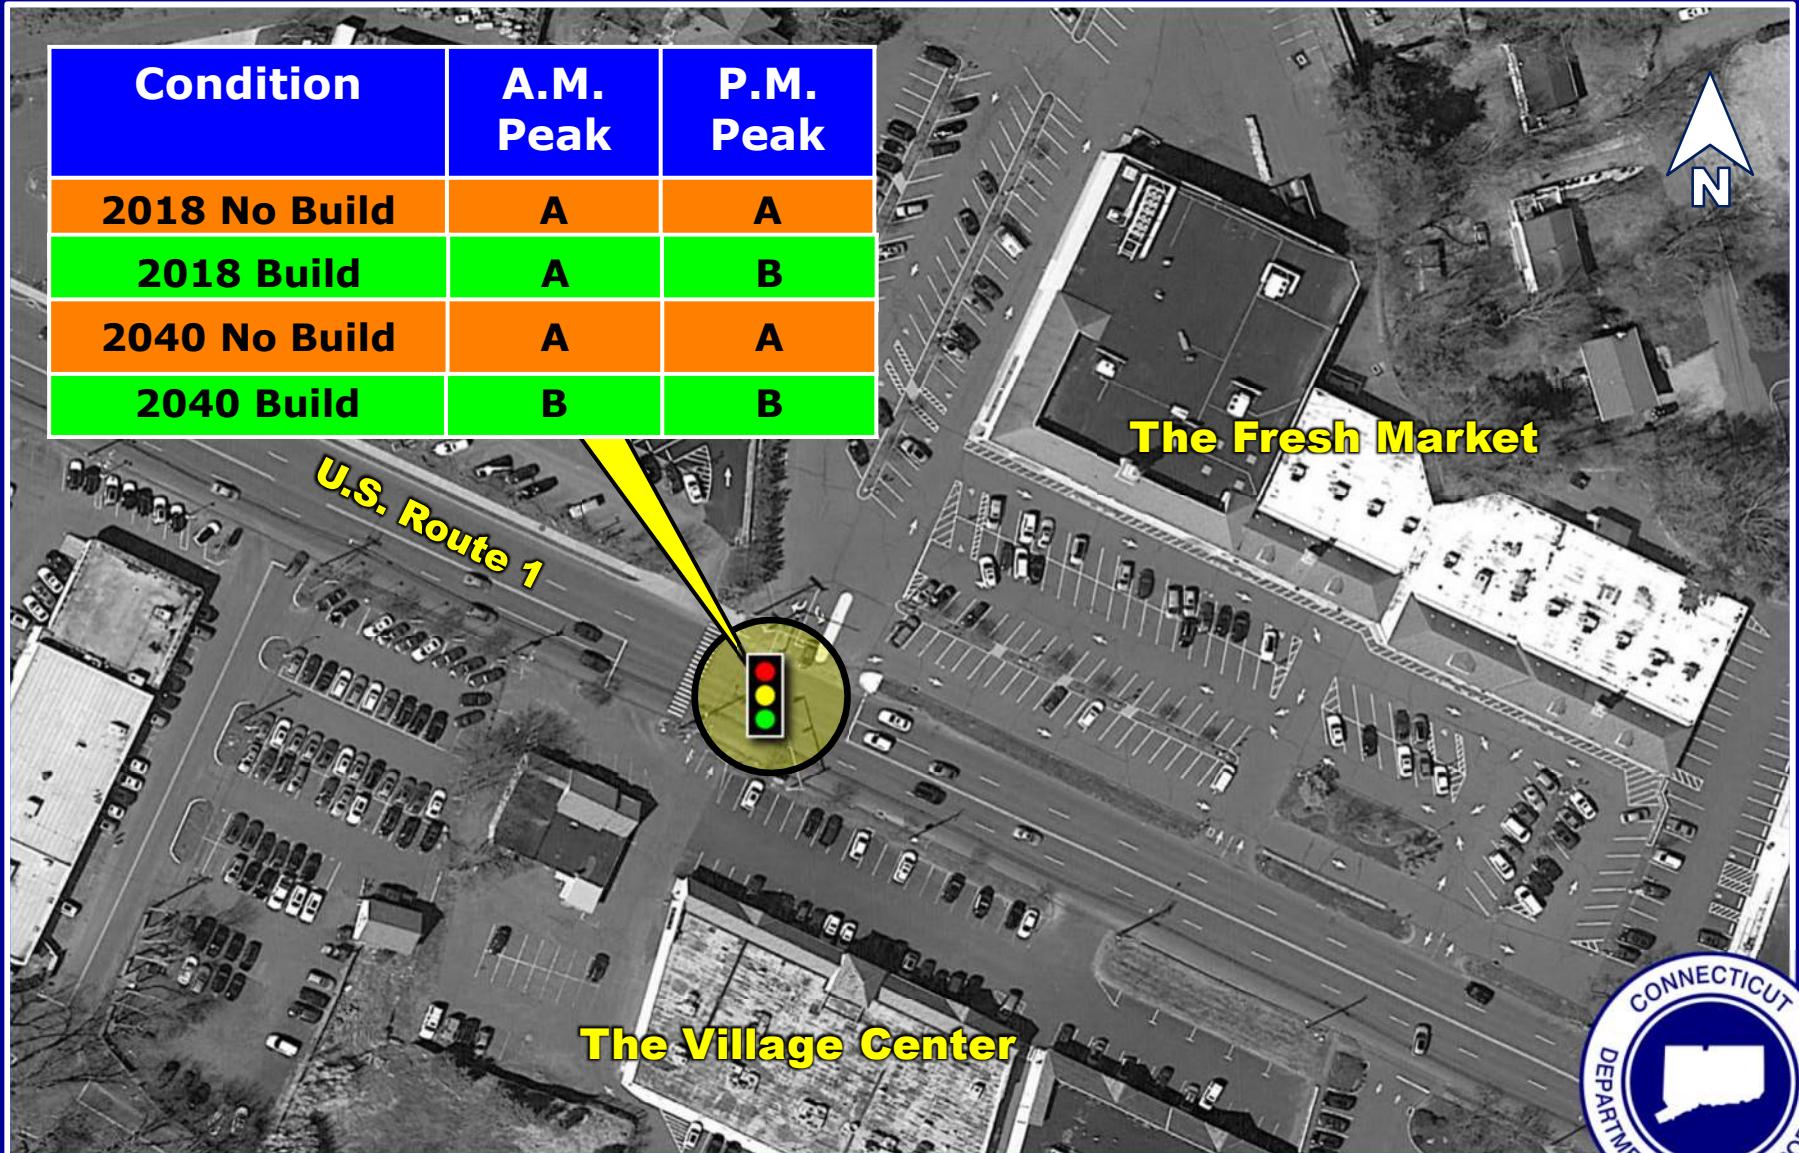 Condition A.M. Peak P.M. Peak
2018 No Build A A
2018 Build A B
2040 No Build A A
2040 Build B B
N
The Fresh Market
U.S. Route 1
The Village Center
CONNECTICUT